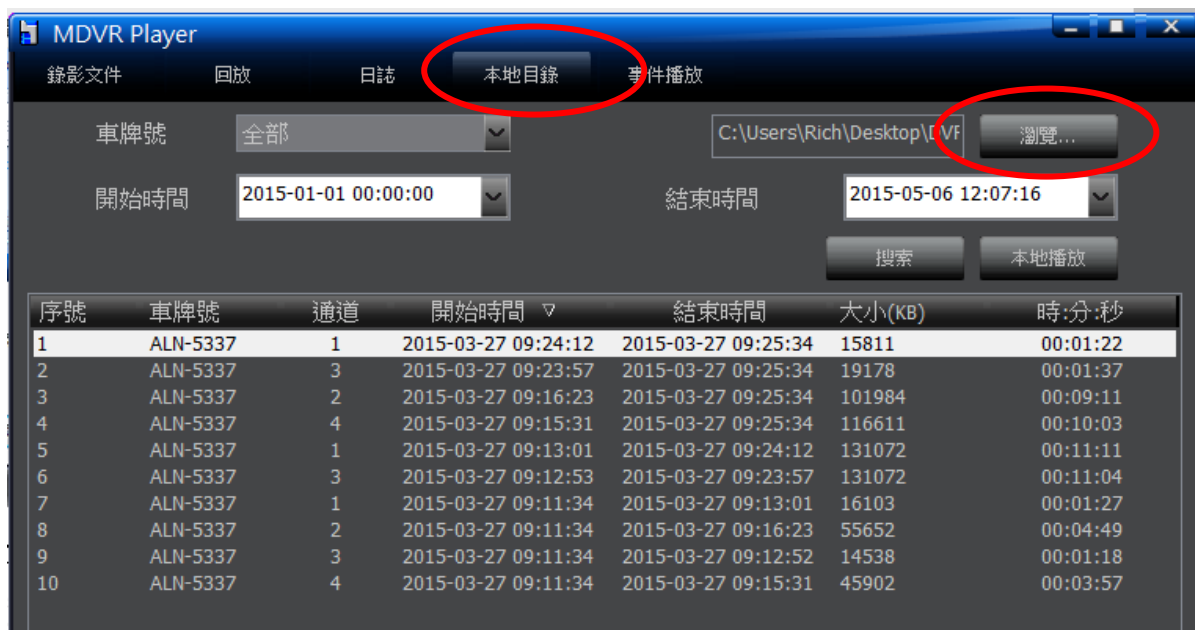 MDVR Player
錄影文件 回放 日誌 本地目錄 事件播放
車牌號 全部 C:\Users\Rich\Desktop\DVR 瀏覽...
開始時間 2015-01-01 00:00:00 結束時間 2015-05-06 12:07:16
搜索 本地播放
序號 車牌號 通道 開始時間 ▽ 結束時間 大小(KB) 時:分:秒
1 ALN-5337 1 2015-03-27 09:24:12 2015-03-27 09:25:34 15811 00:01:22
2 ALN-5337 3 2015-03-27 09:23:57 2015-03-27 09:25:34 19178 00:01:37
3 ALN-5337 2 2015-03-27 09:16:23 2015-03-27 09:25:34 101984 00:09:11
4 ALN-5337 4 2015-03-27 09:15:31 2015-03-27 09:25:34 116611 00:10:03
5 ALN-5337 1 2015-03-27 09:13:01 2015-03-27 09:24:12 131072 00:11:11
6 ALN-5337 3 2015-03-27 09:12:53 2015-03-27 09:23:57 131072 00:11:04
7 ALN-5337 1 2015-03-27 09:11:34 2015-03-27 09:13:01 16103 00:01:27
8 ALN-5337 2 2015-03-27 09:11:34 2015-03-27 09:16:23 55652 00:04:49
9 ALN-5337 3 2015-03-27 09:11:34 2015-03-27 09:12:52 14538 00:01:18
10 ALN-5337 4 2015-03-27 09:11:34 2015-03-27 09:15:31 45902 00:03:57